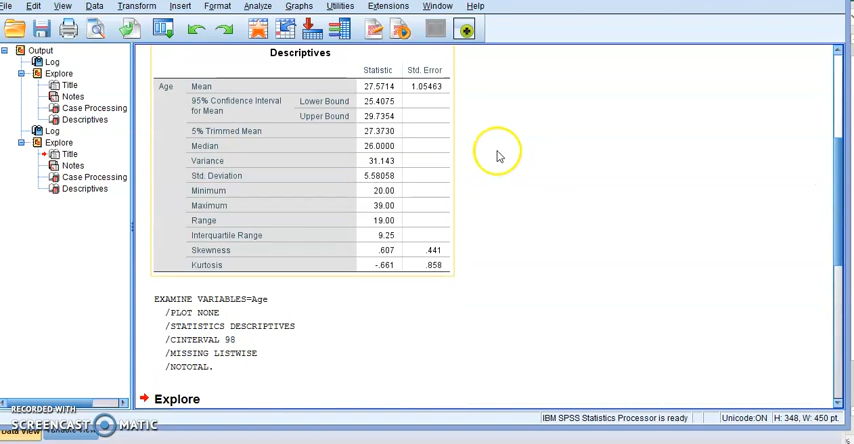 File Edit View Data Transform Insert Format Analyze Graphs Utilities Extensions Window Help
Output
Log
Explore
Title
Notes
Case Processing
Descriptives
Log
Explore
Title
Notes
Case Processing
Descriptives
Descriptives
Statistic Std. Error
Age Mean 27.5714 1.05463
95% Confidence Interval for Mean Lower Bound 25.4075
Upper Bound 29.7354
5% Trimmed Mean 27.3730
Median 26.0000
Variance 31.143
Std. Deviation 5.58058
Minimum 20.00
Maximum 39.00
Range 19.00
Interquartile Range 9.25
Skewness .607 .441
Kurtosis -.661 .858
EXAMINE VARIABLES=Age
/PLOT NONE
/STATISTICS DESCRIPTIVES
/CINTERVAL 98
/MISSING LISTWISE
/NOTOTAL.
Explore
RECORDED WITH
SCREENCAST MATIC
IBM SPSS Statistics Processor is ready Unicode:ON H: 348, W: 450 pt.
Data View